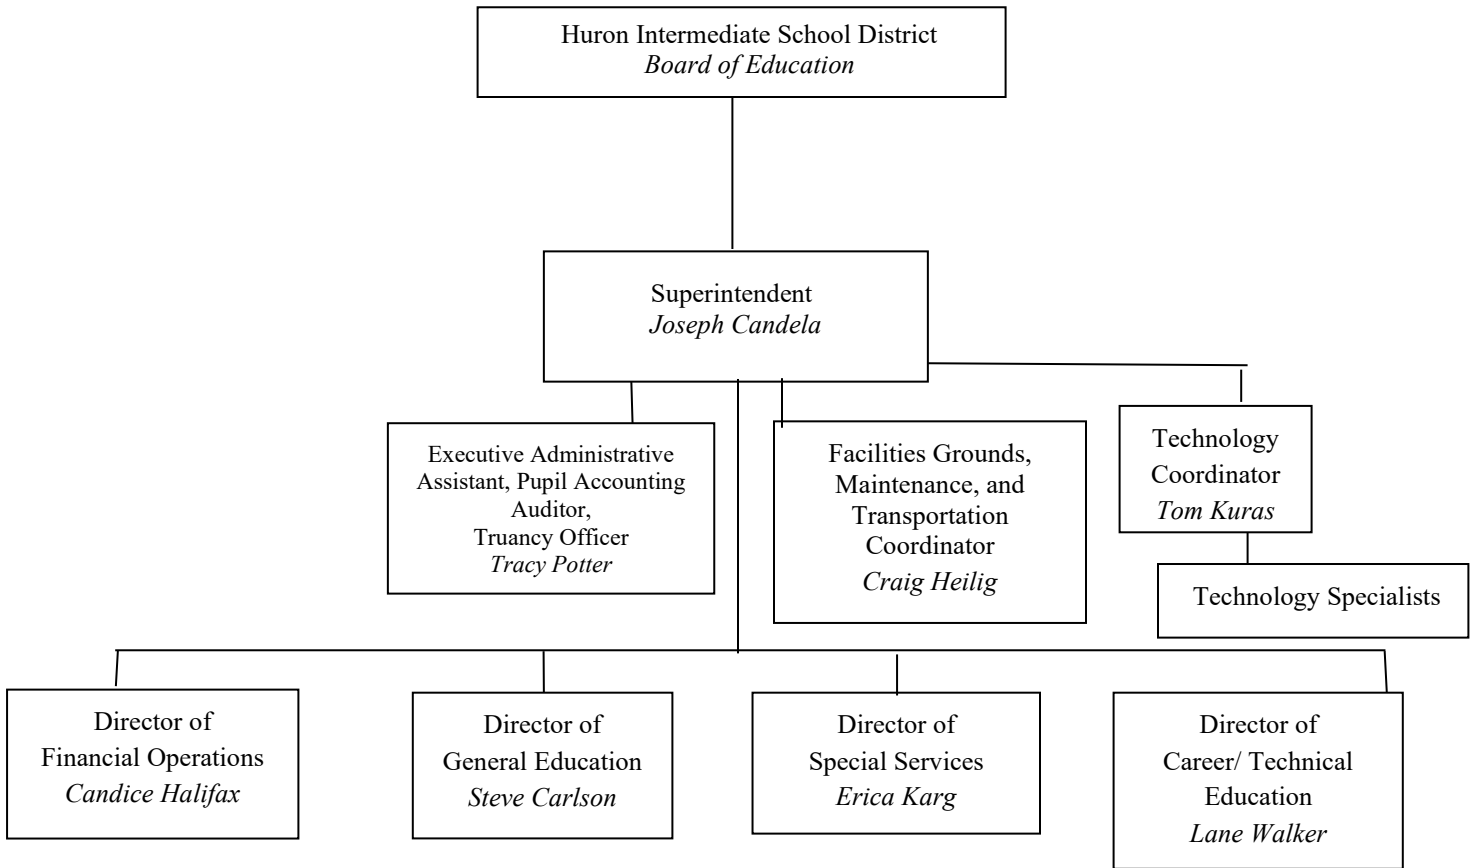 Huron Intermediate School District
Board of Education
Superintendent
Joseph Candela
Executive Administrative
Assistant, Pupil Accounting
Auditor,
Truancy Officer
Tracy Potter
Facilities Grounds,
Maintenance, and
Transportation
Coordinator
Craig Heilig
Technology
Coordinator
Tom Kuras
Technology Specialists
Director of
Financial Operations
Candice Halifax
Director of
General Education
Steve Carlson
Director of
Special Services
Erica Karg
Director of
Career/ Technical
Education
Lane Walker